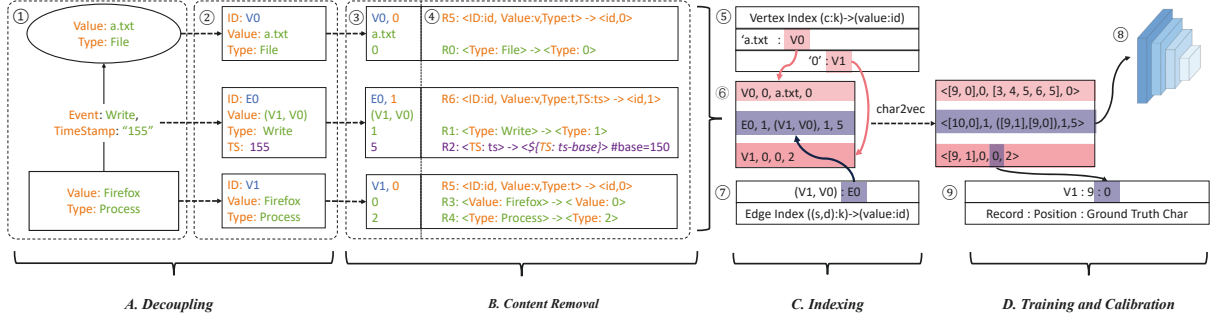 ①
Value: a.txt
Type: File
Event: Write,
TimeStamp: “155”
Value: Firefox
Type: Process
②
ID: V0
Value: a.txt
Type: File
ID: E0
Value: (V1, V0)
Type: Write
TS: 155
ID: V1
Value: Firefox
Type: Process
A. Decoupling
③
V0, 0
a.txt
0
E0, 1
(V1, V0)
1
5
V1, 0
0
2
④
R5: <ID:id, Value:v,Type:t> -> <id,0>
R0: <Type: File> -> <Type: 0>
R6: <ID:id, Value:v,Type:t,TS:ts> -> <id,1>
R1: <Type: Write> -> <Type: 1>
R2: <TS: ts> -> <${TS: ts-base}> #base=150
R5: <ID:id, Value:v,Type:t> -> <id,0>
R3: <Value: Firefox> -> < Value: 0>
R4: <Type: Process> -> <Type: 2>
B. Content Removal
⑤
Vertex Index (c:k)->(value:id)
‘a.txt : V0
‘0’ : V1
⑥
V0, 0, a.txt, 0
E0, 1, (V1, V0), 1, 5
V1, 0, 0, 2
⑦
(V1, V0) : E0
Edge Index ((s,d):k)->(value:id)
C. Indexing
char2vec
⑧
<[9, 0],0, [3, 4, 5, 6, 5], 0>
<[10,0],1, ([9,1],[9,0]),1,5>
<[9, 1],0, 0, 2>
⑨
V1 : 9 : 0
Record : Position : Ground Truth Char
D. Training and Calibration